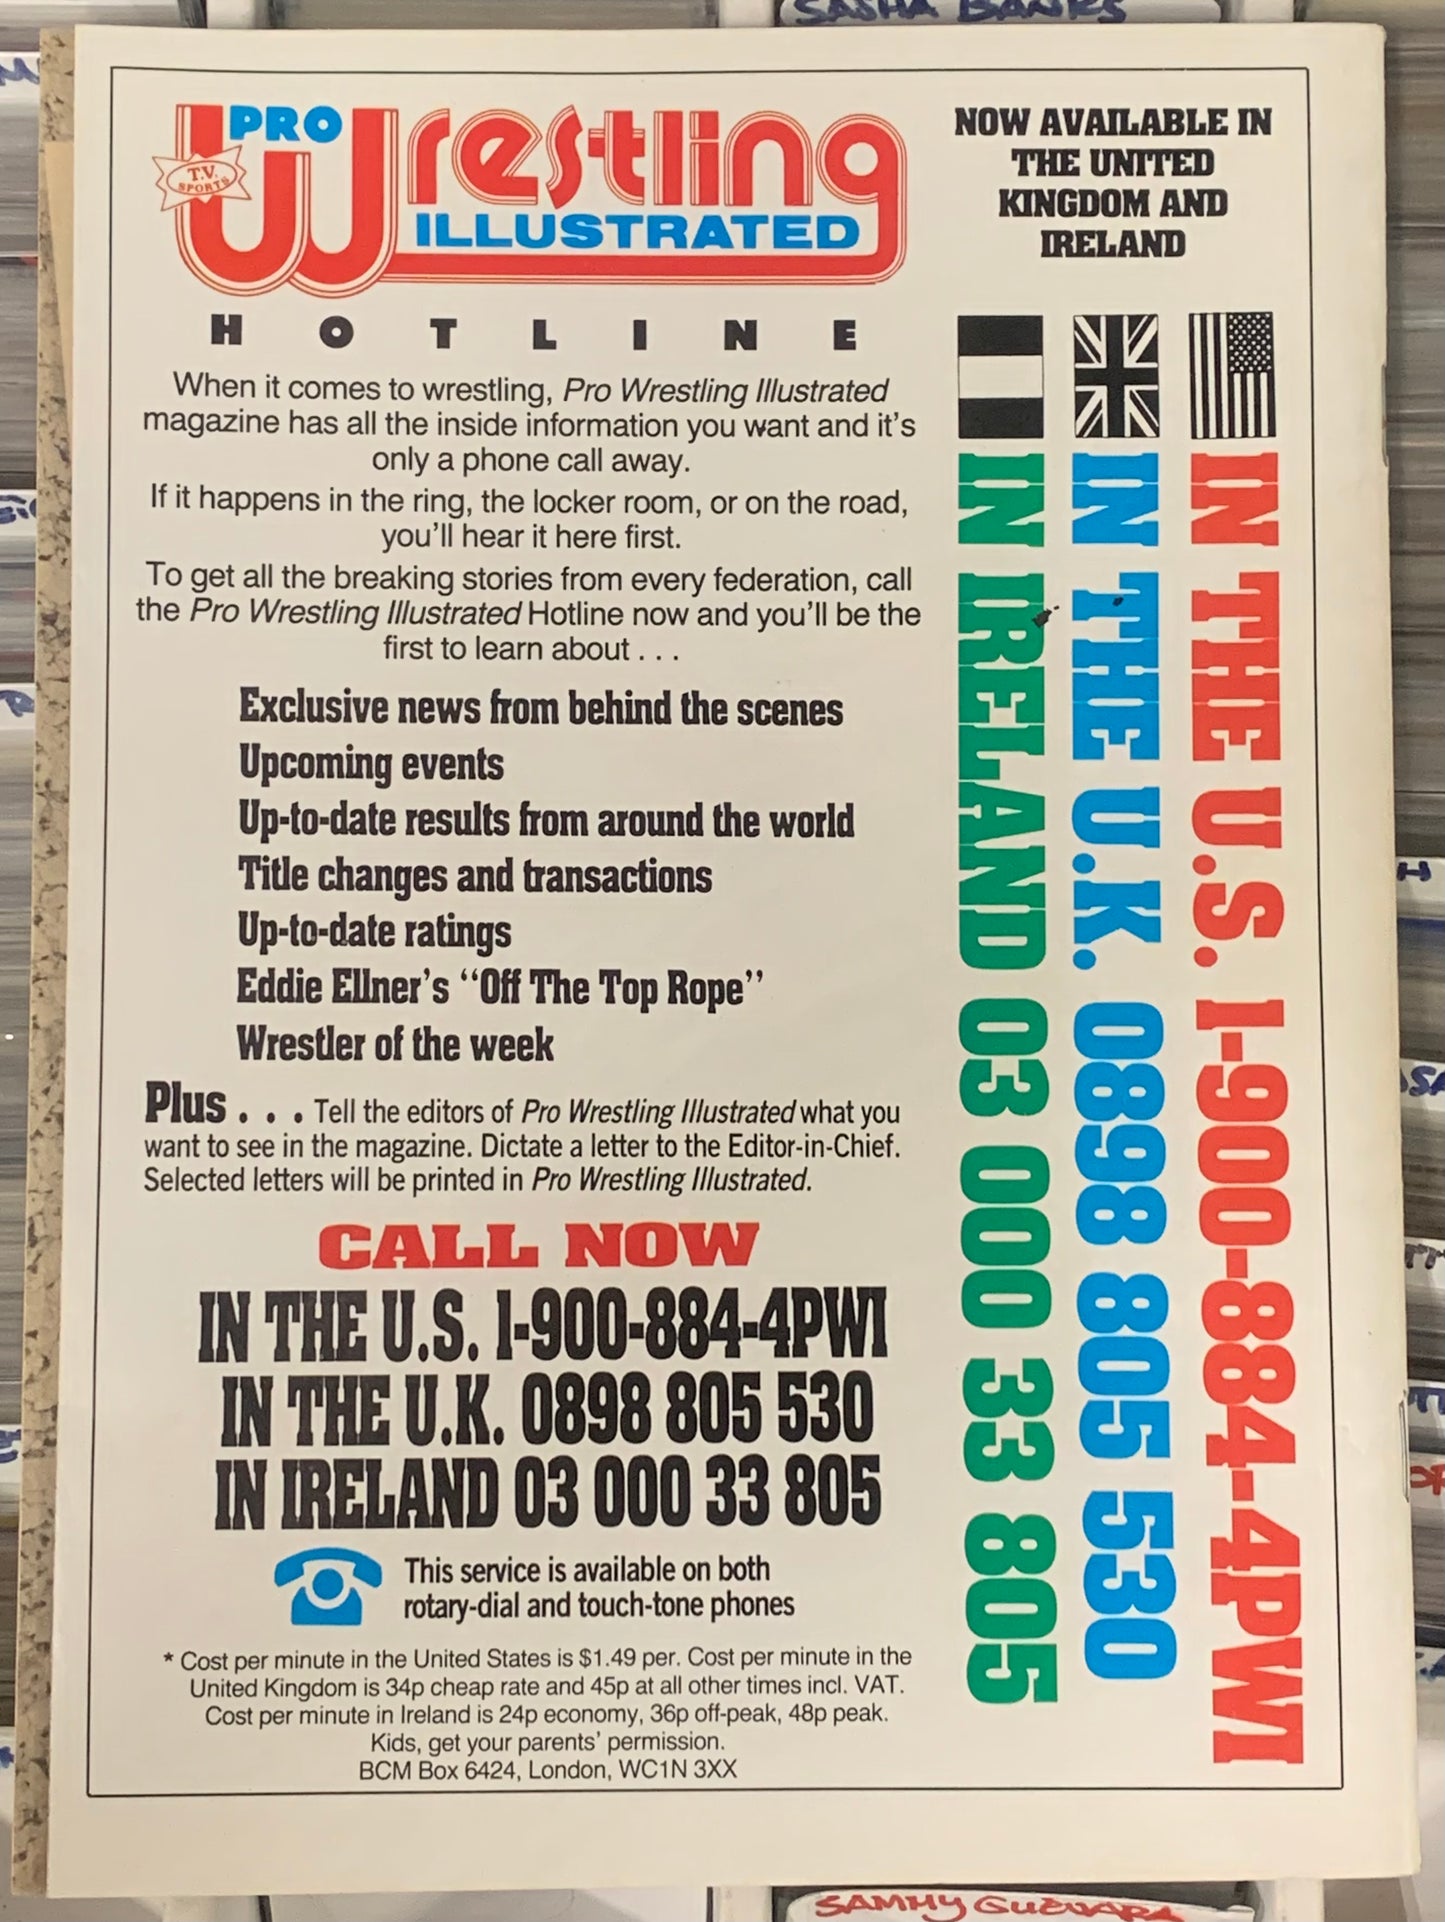 SASHA BANKS
PRO
Wrestling
T.V.
SPORTS
ILLUSTRATED
HOTLINE
When it comes to wrestling, Pro Wrestling Illustrated
magazine has all the inside information you want and it's
only a phone call away.
If it happens in the ring, the locker room, or on the road,
you'll hear it here first.
To get all the breaking stories from every federation, call
the Pro Wrestling Illustrated Hotline now and you'll be the
first to learn about . . .
Exclusive news from behind the scenes
Upcoming events
Up-to-date results from around the world
Title changes and transactions
Up-to-date ratings
Eddie Ellner's “Off The Top Rope”
Wrestler of the week
Plus . . . Tell the editors of Pro Wrestling Illustrated what you
want to see in the magazine. Dictate a letter to the Editor-in-Chief.
Selected letters will be printed in Pro Wrestling Illustrated.
CALL NOW
IN THE U.S. 1-900-884-4PWI
IN THE U.K. 0898 805 530
IN IRELAND 03 000 33 805
This service is available on both
rotary-dial and touch-tone phones
* Cost per minute in the United States is $1.49 per. Cost per minute in the
United Kingdom is 34p cheap rate and 45p at all other times incl. VAT.
Cost per minute in Ireland is 24p economy, 36p off-peak, 48p peak.
Kids, get your parents' permission.
BCM Box 6424, London, WC1N 3XX
NOW AVAILABLE IN
THE UNITED
KINGDOM AND
IRELAND
IN THE U.S. 1-900-884-4PWI
IN THE U.K. 0898 805 530
IN IRELAND 03 000 33 805
SAMMY GUEVARA